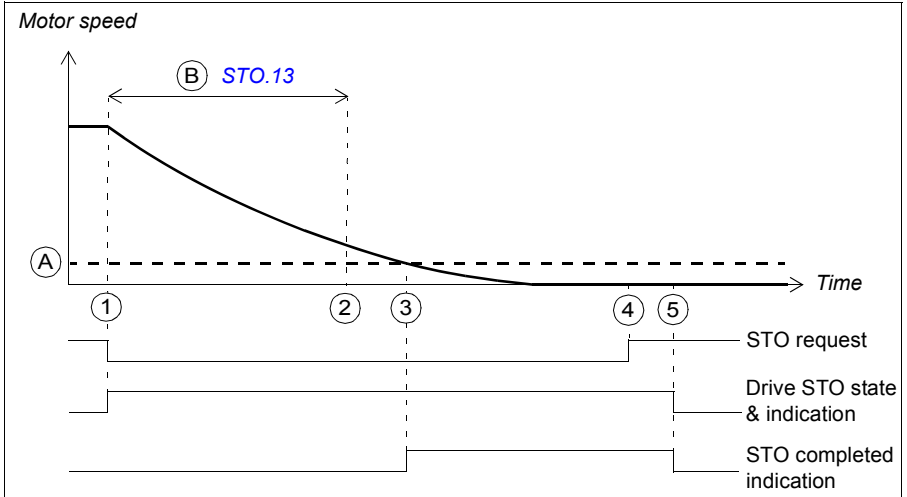 Motor speed
B STO.13
A
Time
1 2 3 4 5
STO request
Drive STO state
& indication
STO completed
indication